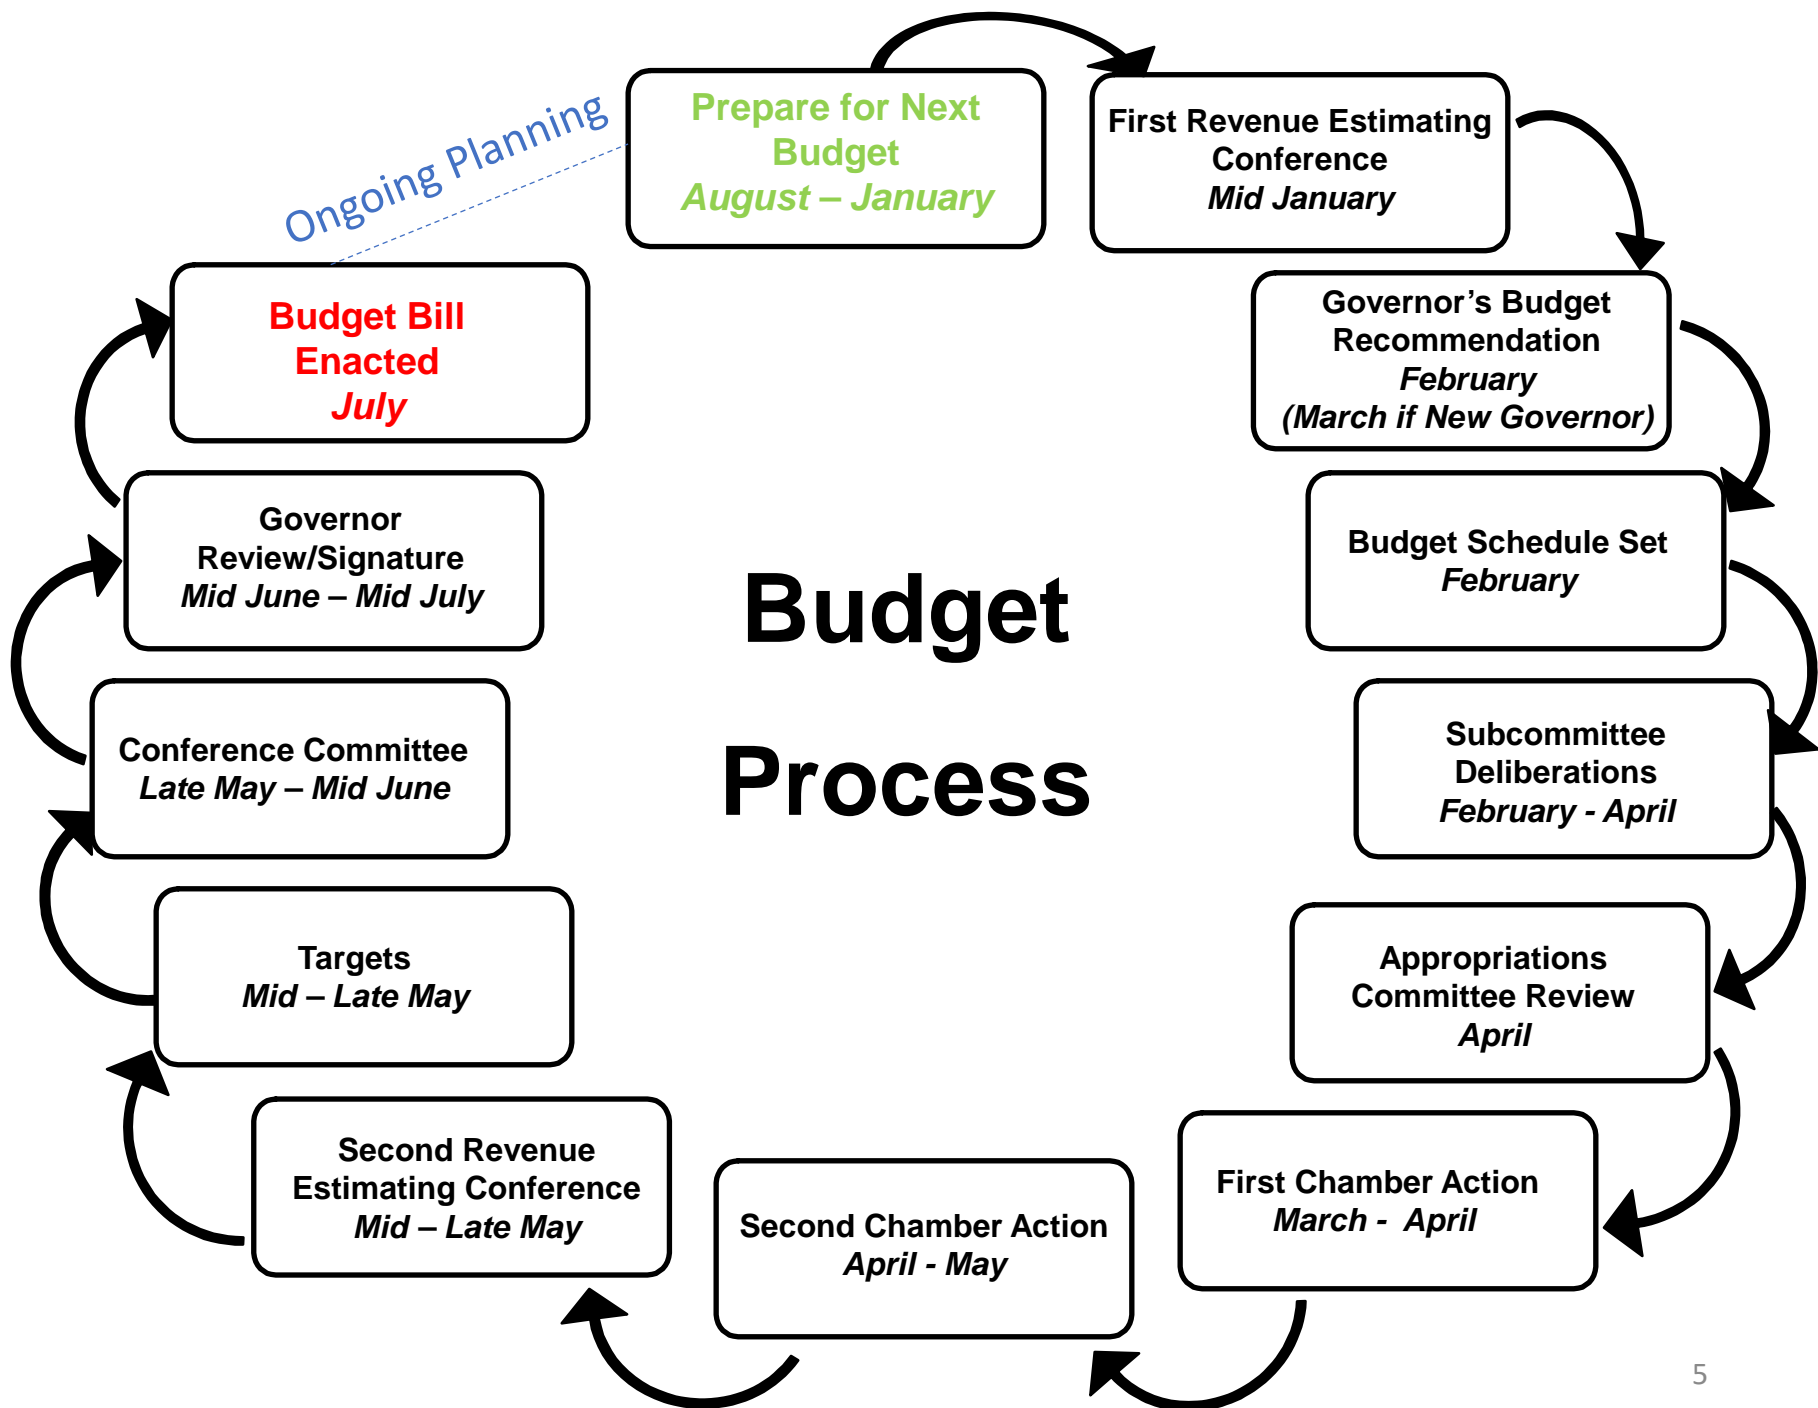 Ongoing Planning
Prepare for Next
Budget
August – January
First Revenue Estimating
Conference
Mid January
Governor’s Budget
Recommendation
February
(March if New Governor)
Budget Schedule Set
February
Subcommittee
Deliberations
February - April
Appropriations
Committee Review
April
First Chamber Action
March -  April
Second Chamber Action
April - May
Second Revenue
Estimating Conference
Mid – Late May
Targets
Mid – Late May
Conference Committee
Late May – Mid June
Governor
Review/Signature
Mid June – Mid July
Budget Bill
Enacted
July
Budget
Process
5